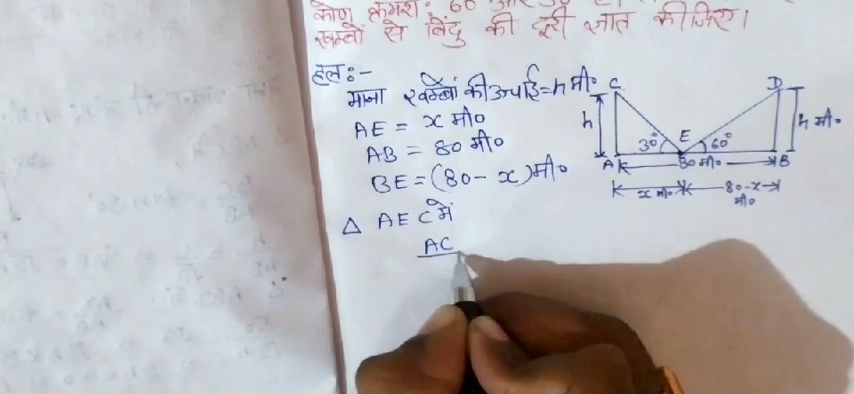 कोण क्रमशः 60 और 30
खम्बों से बिंदु की दूरी ज्ञात कीजिए।
हलः-
माना खम्बों की ऊचाई = h मी०
AE = x मी०
AB = 80 मी०
BE = (80 - x) मी०
△ AEC में
AC
C D
h 30° E 60° h मी०
A 80 मी० B
x मी० 80-x
मी०